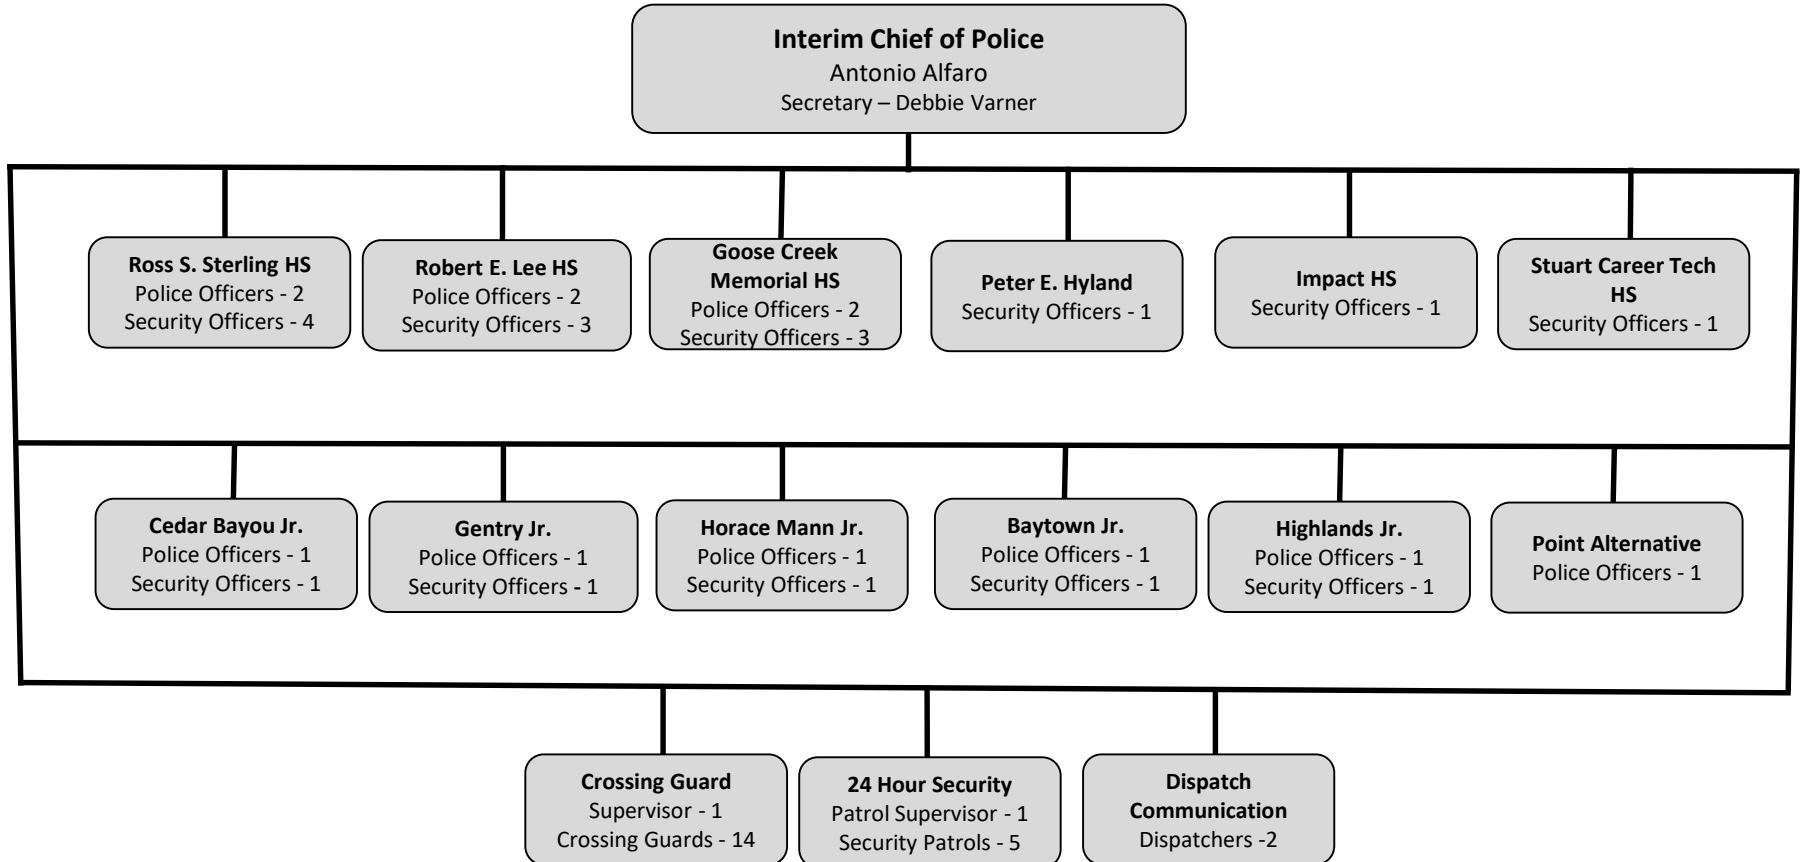 Interim Chief of Police
Antonio Alfaro
Secretary – Debbie Varner
Ross S. Sterling HS
Police Officers - 2
Security Officers - 4
Robert E. Lee HS
Police Officers - 2
Security Officers - 3
Goose Creek
Memorial HS
Police Officers - 2
Security Officers - 3
Peter E. Hyland
Security Officers - 1
Impact HS
Security Officers - 1
Stuart Career Tech
HS
Security Officers - 1
Cedar Bayou Jr.
Police Officers - 1
Security Officers - 1
Gentry Jr.
Police Officers - 1
Security Officers - 1
Horace Mann Jr.
Police Officers - 1
Security Officers - 1
Baytown Jr.
Police Officers - 1
Security Officers - 1
Highlands Jr.
Police Officers - 1
Security Officers - 1
Point Alternative
Police Officers - 1
Crossing Guard
Supervisor - 1
Crossing Guards - 14
24 Hour Security
Patrol Supervisor - 1
Security Patrols - 5
Dispatch
Communication
Dispatchers -2